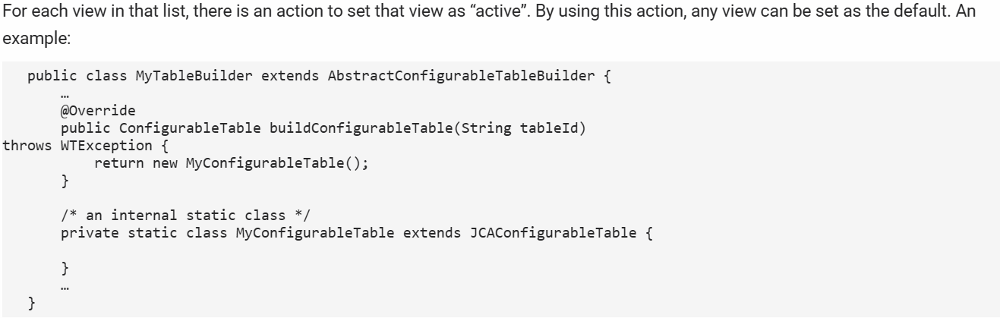 For each view in that list, there is an action to set that view as “active”. By using this action, any view can be set as the default. An
example:
public class MyTableBuilder extends AbstractConfigurableTableBuilder {
…
@Override
public ConfigurableTable buildConfigurableTable(String tableId)
throws WTException {
return new MyConfigurableTable();
}
/* an internal static class */
private static class MyConfigurableTable extends JCAConfigurableTable {
}
…
}